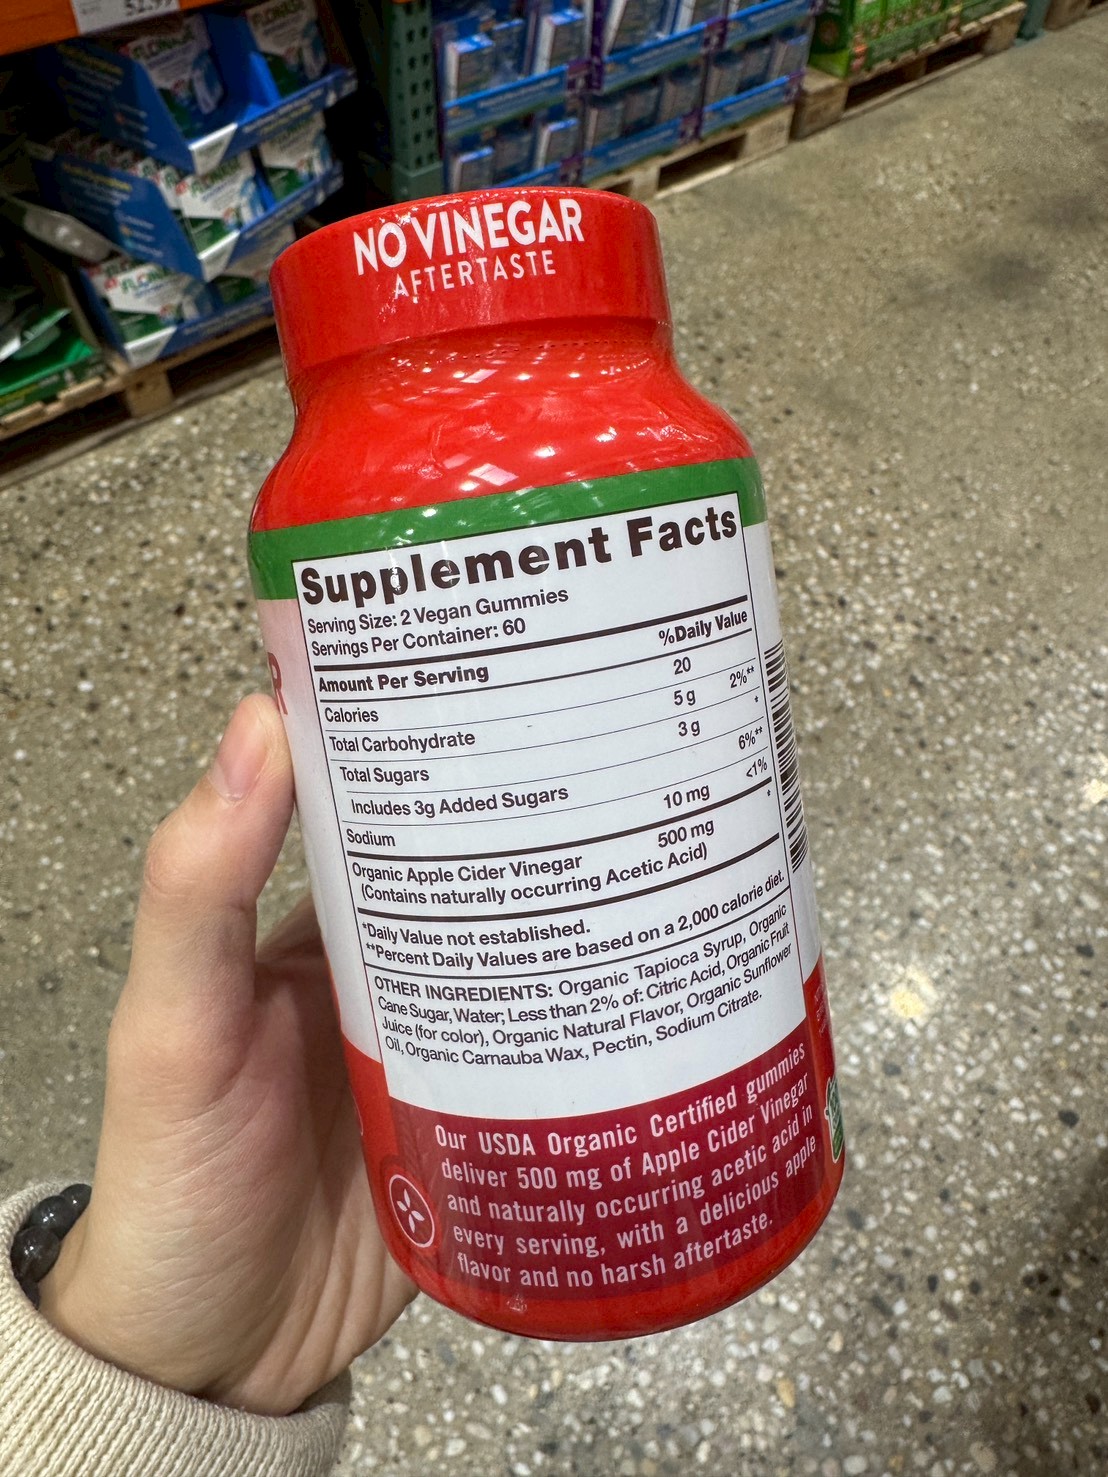 NO VINEGAR
AFTERTASTE
Supplement Facts
Serving Size: 2 Vegan Gummies
Servings Per Container: 60
Amount Per Serving %Daily Value
Calories 20
Total Carbohydrate 5 g 2%**
Total Sugars 3 g *
Includes 3g Added Sugars 6%**
Sodium 10 mg <1%
Organic Apple Cider Vinegar 500 mg *
(Contains naturally occurring Acetic Acid)
*Daily Value not established.
**Percent Daily Values are based on a 2,000 calorie diet.
OTHER INGREDIENTS: Organic Tapioca Syrup, Organic
Cane Sugar, Water; Less than 2% of: Citric Acid, Organic Fruit
Juice (for color), Organic Natural Flavor, Organic Sunflower
Oil, Organic Carnauba Wax, Pectin, Sodium Citrate.
Our USDA Organic Certified gummies
deliver 500 mg of Apple Cider Vinegar
and naturally occurring acetic acid in
every serving, with a delicious apple
flavor and no harsh aftertaste.
R